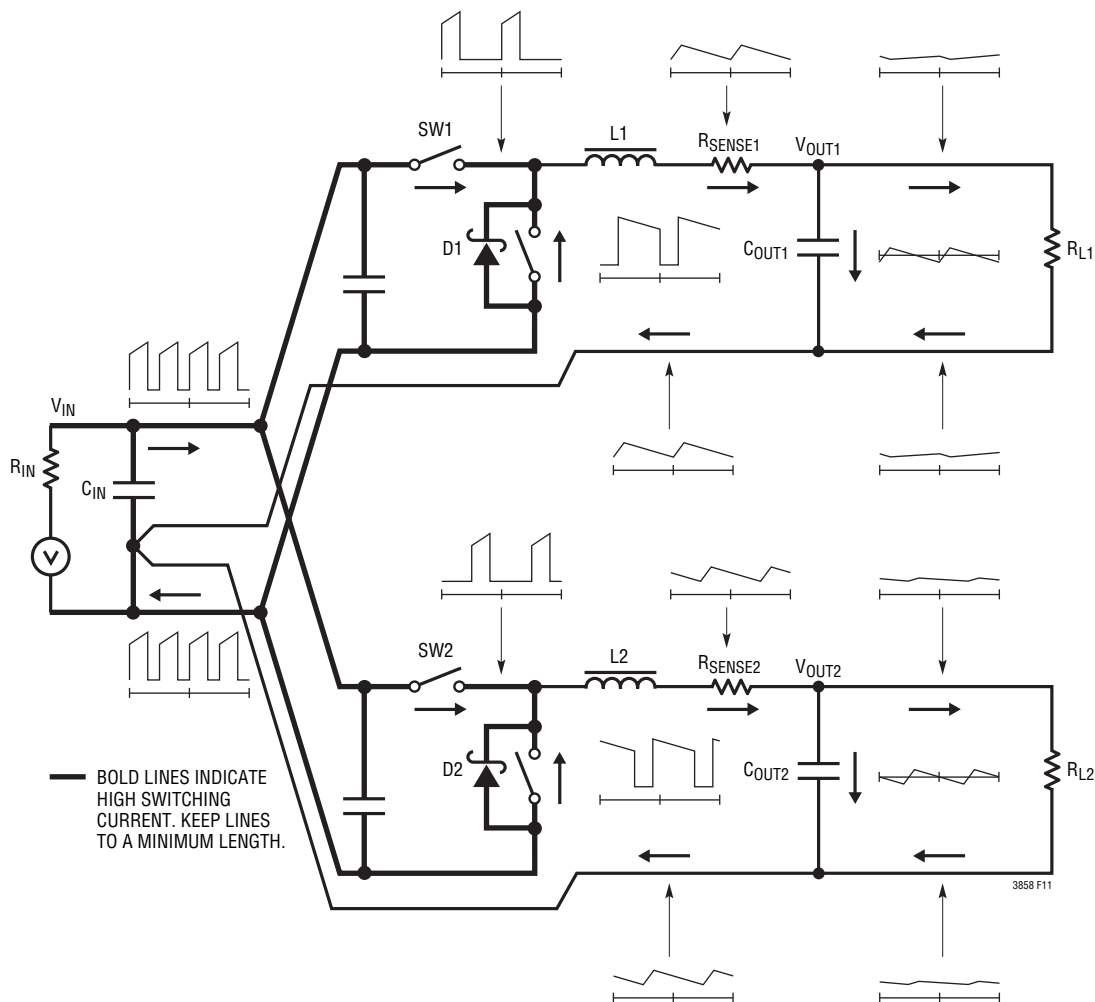 SW1
L1
RSENSE1
VOUT1
D1
COUT1
RL1
VIN
RIN
CIN
V
SW2
L2
RSENSE2
VOUT2
D2
COUT2
RL2
BOLD LINES INDICATE
HIGH SWITCHING
CURRENT. KEEP LINES
TO A MINIMUM LENGTH.
3858 F11